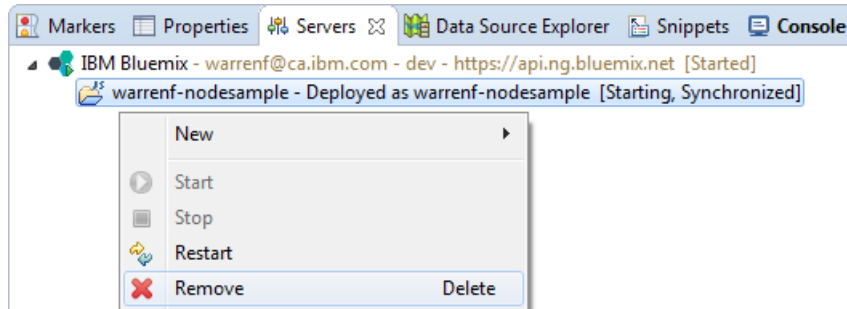 Markers Properties Servers Data Source Explorer Snippets Console
IBM Bluemix - warrenf@ca.ibm.com - dev - https://api.ng.bluemix.net [Started]
JS warrenf-nodesample - Deployed as warrenf-nodesample [Starting, Synchronized]
New
Start
Stop
Restart
Remove Delete